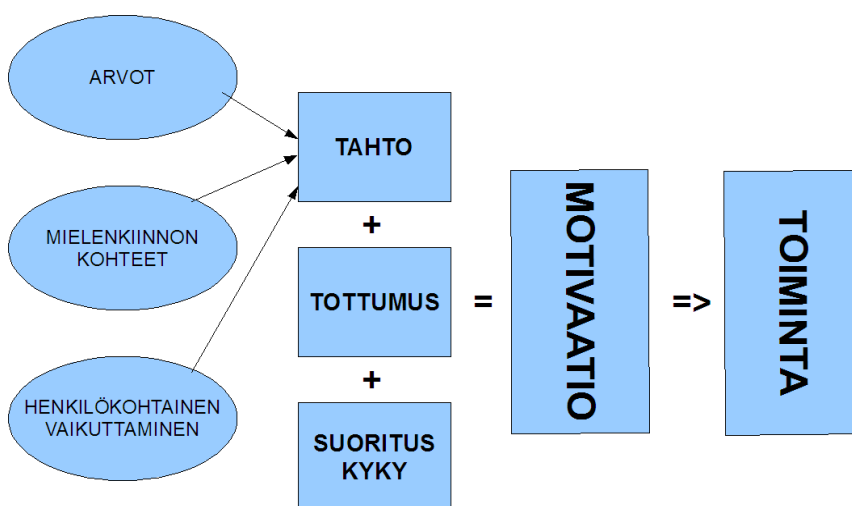 ARVOT
MIELENKIINNON
KOHTEET
HENKILÖKOHTAINEN
VAIKUTTAMINEN
TAHTO
+
TOTTUMUS
+
SUORITUS
KYKY
=
MOTIVAATIO
=>
TOIMINTA